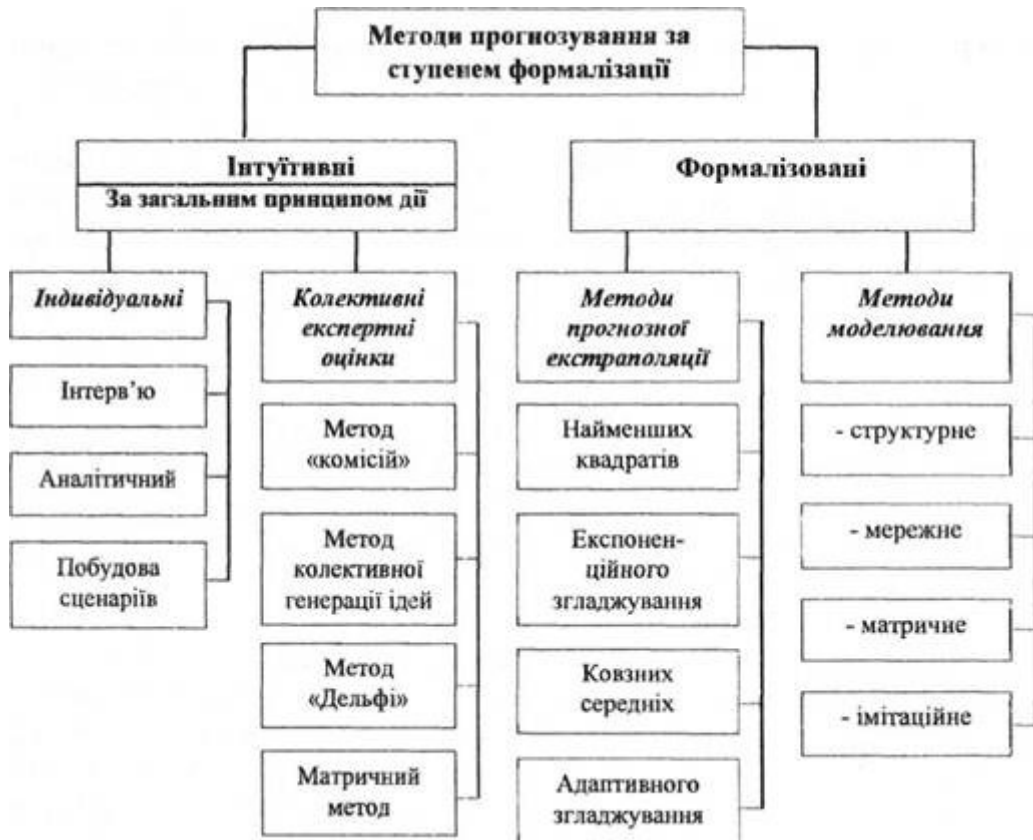 Методи прогнозування за
ступенем формалізації
Інтуїтивні
За загальним принципом дії
Формалізовані
Індивідуальні
Інтерв’ю
Аналітичний
Побудова
сценаріїв
Колективні
експертні
оцінки
Метод
«комісій»
Метод
колективної
генерації ідей
Метод
«Дельфі»
Матричний
метод
Методи
прогнозної
екстраполяції
Найменших
квадратів
Експонен-
ційного
згладжування
Ковзних
середніх
Адаптивного
згладжування
Методи
моделювання
- структурне
- мережне
- матричне
- імітаційне